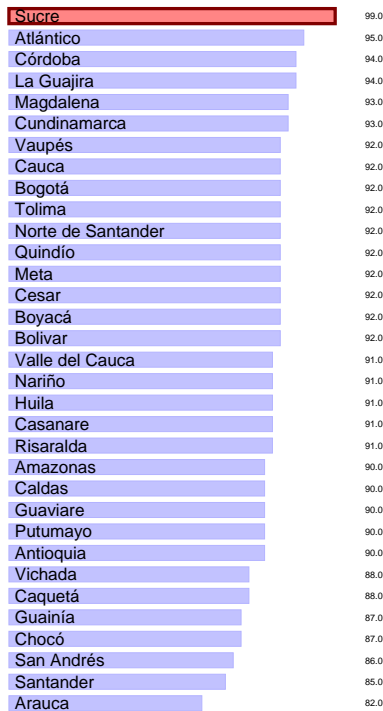 Sucre 99.0
Atlántico 95.0
Córdoba 94.0
La Guajira 94.0
Magdalena 93.0
Cundinamarca 93.0
Vaupés 92.0
Cauca 92.0
Bogotá 92.0
Tolima 92.0
Norte de Santander 92.0
Quindío 92.0
Meta 92.0
Cesar 92.0
Boyacá 92.0
Bolivar 92.0
Valle del Cauca 91.0
Nariño 91.0
Huila 91.0
Casanare 91.0
Risaralda 91.0
Amazonas 90.0
Caldas 90.0
Guaviare 90.0
Putumayo 90.0
Antioquia 90.0
Vichada 88.0
Caquetá 88.0
Guainía 87.0
Chocó 87.0
San Andrés 86.0
Santander 85.0
Arauca 82.0